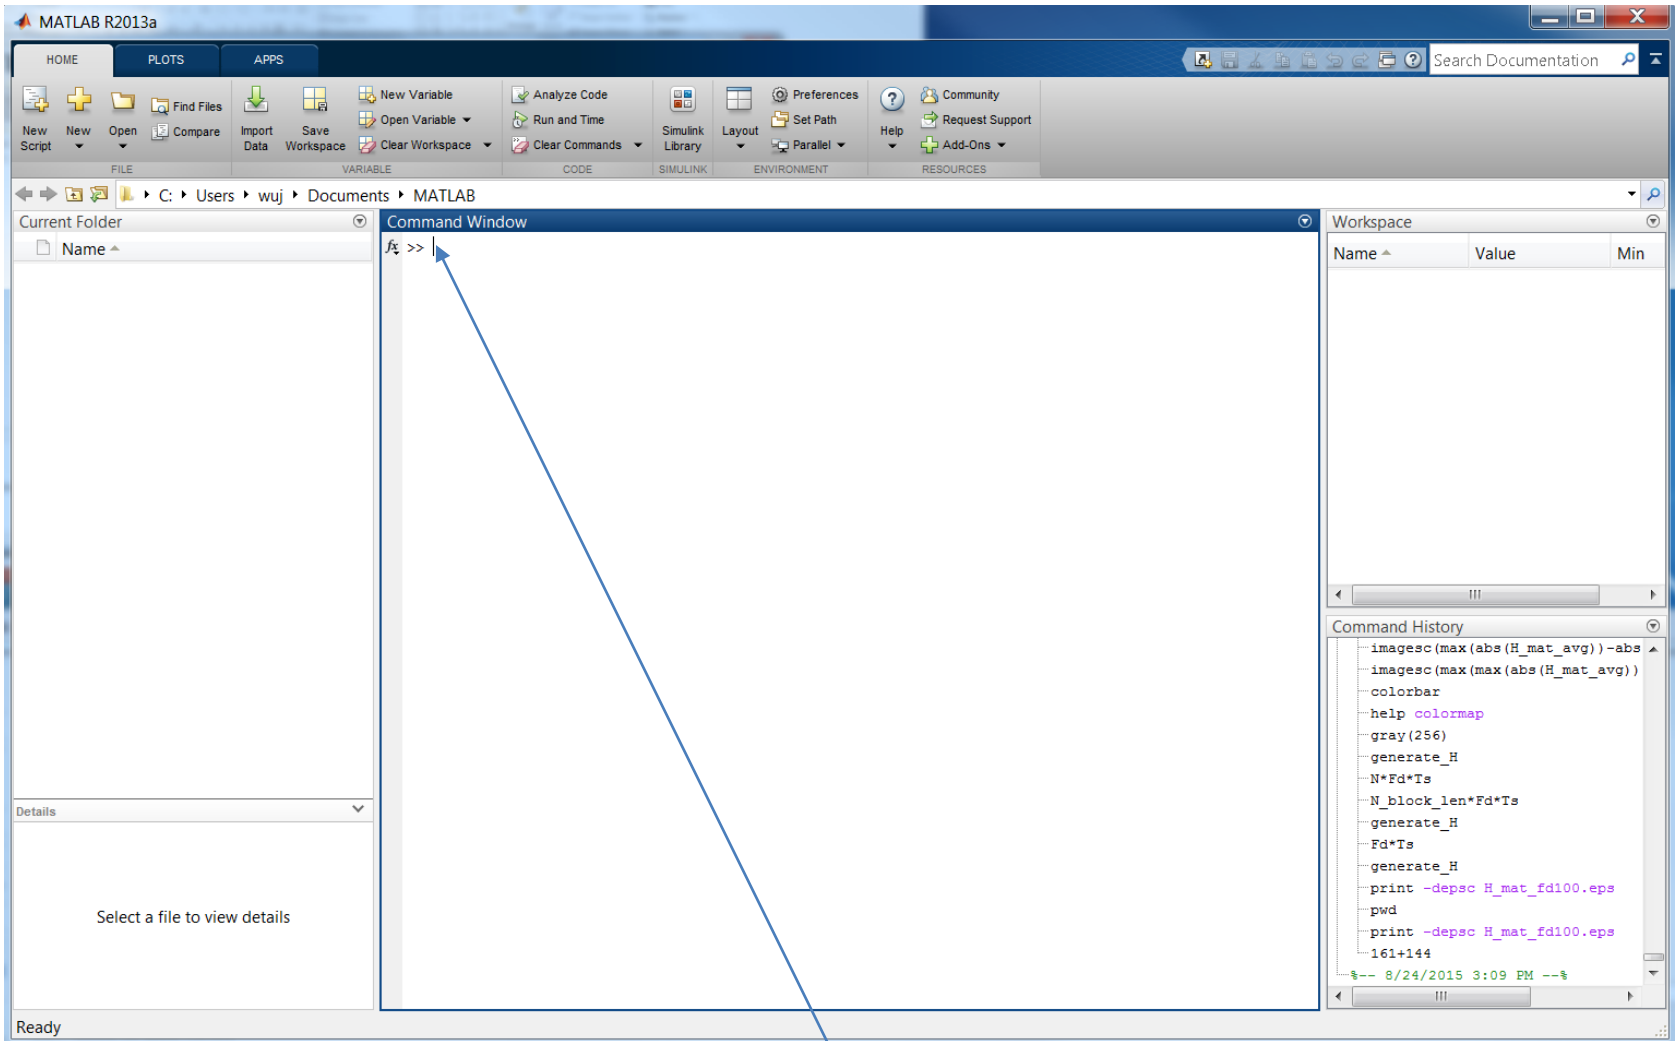 MATLAB R2013a
HOME PLOTS APPS
Search Documentation
New Script
New
Open
Find Files
Compare
Import Data
Save Workspace
New Variable
Open Variable
Clear Workspace
Analyze Code
Run and Time
Clear Commands
Simulink Library
Layout
Preferences
Set Path
Parallel
Help
Community
Request Support
Add-Ons
FILE VARIABLE CODE SIMULINK ENVIRONMENT RESOURCES
C: Users wuj Documents MATLAB
Current Folder
Name
Details
Select a file to view details
Command Window
fx >>
Workspace
Name Value Min
Command History
imagesc(max(abs(H_mat_avg))-abs
imagesc(max(max(abs(H_mat_avg))
colorbar
help colormap
gray(256)
generate_H
N*Fd*Ts
N_block_len*Fd*Ts
generate_H
Fd*Ts
generate_H
print -depsc H_mat_fd100.eps
pwd
print -depsc H_mat_fd100.eps
161+144
%-- 8/24/2015 3:09 PM --%
Ready